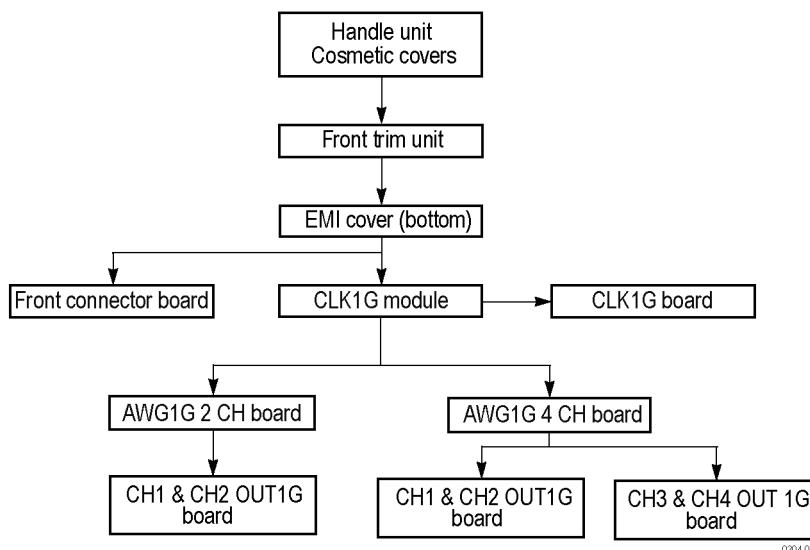 Handle unit
Cosmetic covers
Front trim unit
EMI cover (bottom)
Front connector board
CLK1G module
CLK1G board
AWG1G 2 CH board
AWG1G 4 CH board
CH1 & CH2 OUT1G
board
CH1 & CH2 OUT1G
board
CH3 & CH4 OUT 1G
board